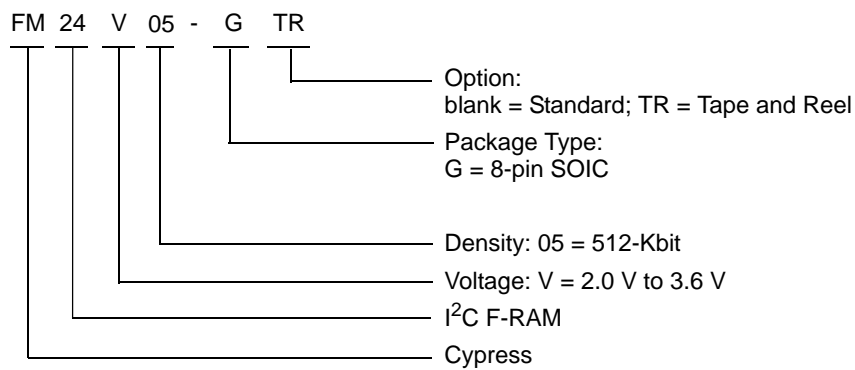 FM 24 V 05 - G TR
Option:
blank = Standard; TR = Tape and Reel
Package Type:
G = 8-pin SOIC
Density: 05 = 512-Kbit
Voltage: V = 2.0 V to 3.6 V
I²C F-RAM
Cypress